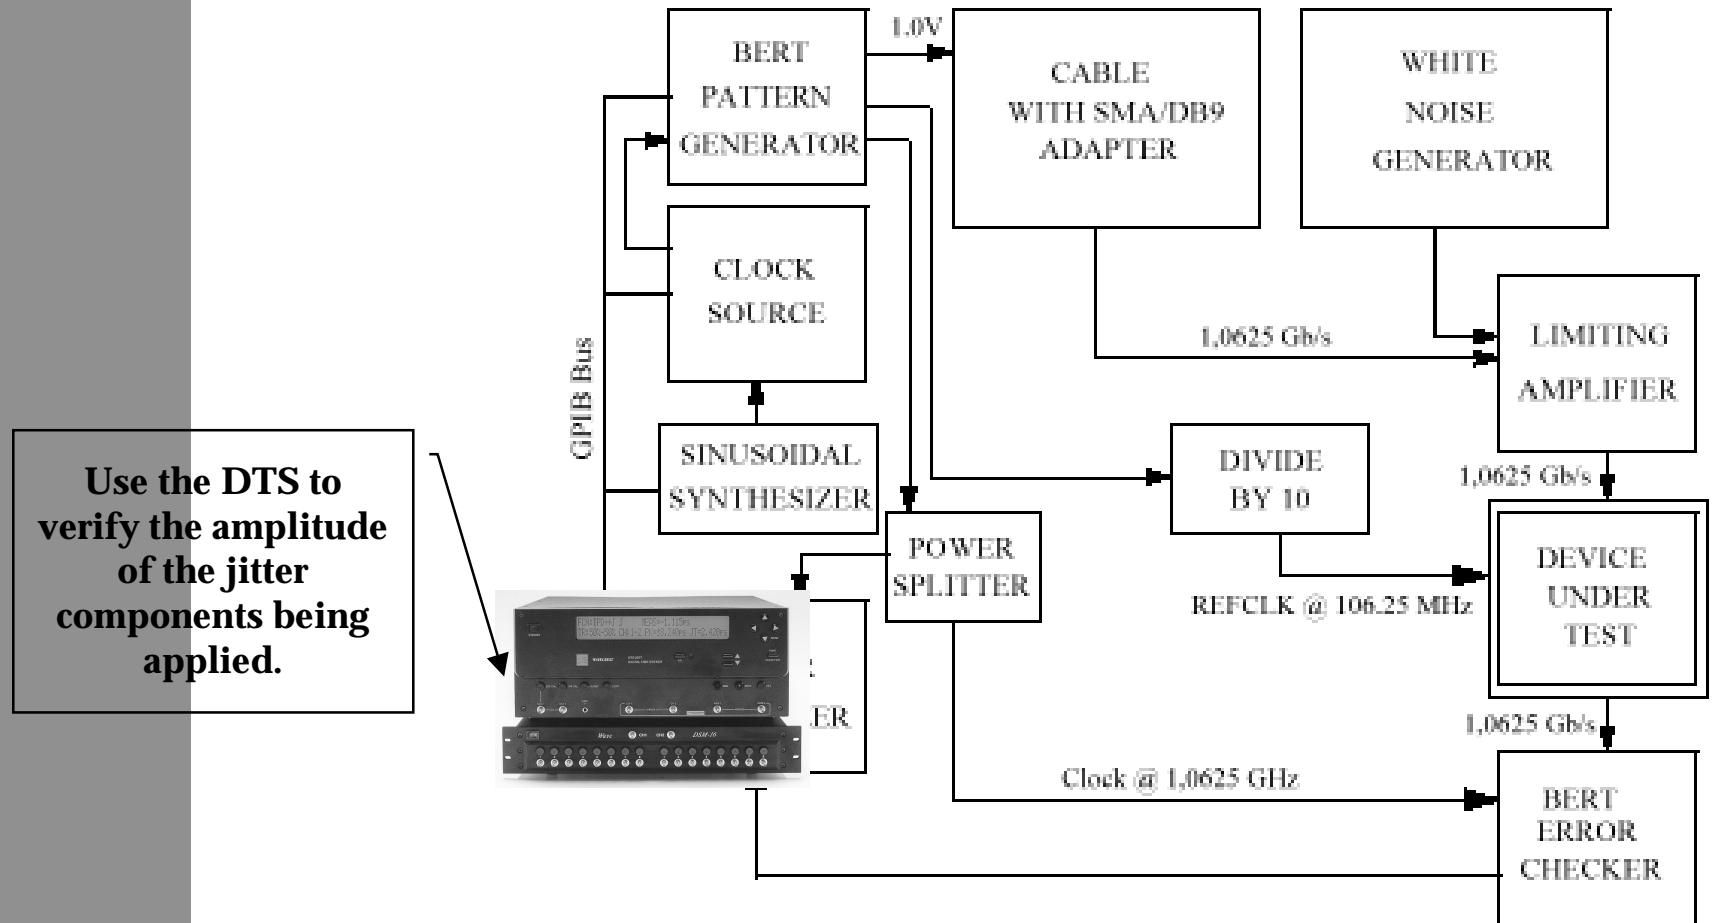 BERT
PATTERN
GENERATOR
1.0V
CABLE
WITH SMA/DB9
ADAPTER
WHITE
NOISE
GENERATOR
CLOCK
SOURCE
GPIB Bus
1,0625 Gb/s
LIMITING
AMPLIFIER
SINUSOIDAL
SYNTHESIZER
DIVIDE
BY 10
1,0625 Gb/s
Use the DTS to
verify the amplitude
of the jitter
components being
applied.
POWER
SPLITTER
REFCLK @ 106.25 MHz
DEVICE
UNDER
TEST
ER
Wave
DSM-16
1,0625 Gb/s
Clock @ 1,0625 GHz
BERT
ERROR
CHECKER